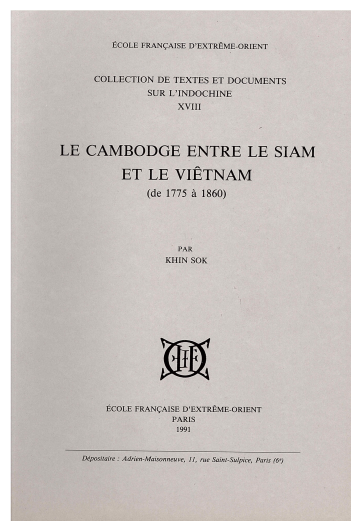 ÉCOLE FRANÇAISE D'EXTRÊME-ORIENT
COLLECTION DE TEXTES ET DOCUMENTS
SUR L'INDOCHINE
XVIII
LE CAMBODGE ENTRE LE SIAM
ET LE VIÊTNAM
(de 1775 à 1860)
PAR
KHIN SOK
ÉCOLE FRANÇAISE D'EXTRÊME-ORIENT
PARIS
1991
Dépositaire : Adrien-Maisonneuve, 11, rue Saint-Sulpice, Paris (6e)